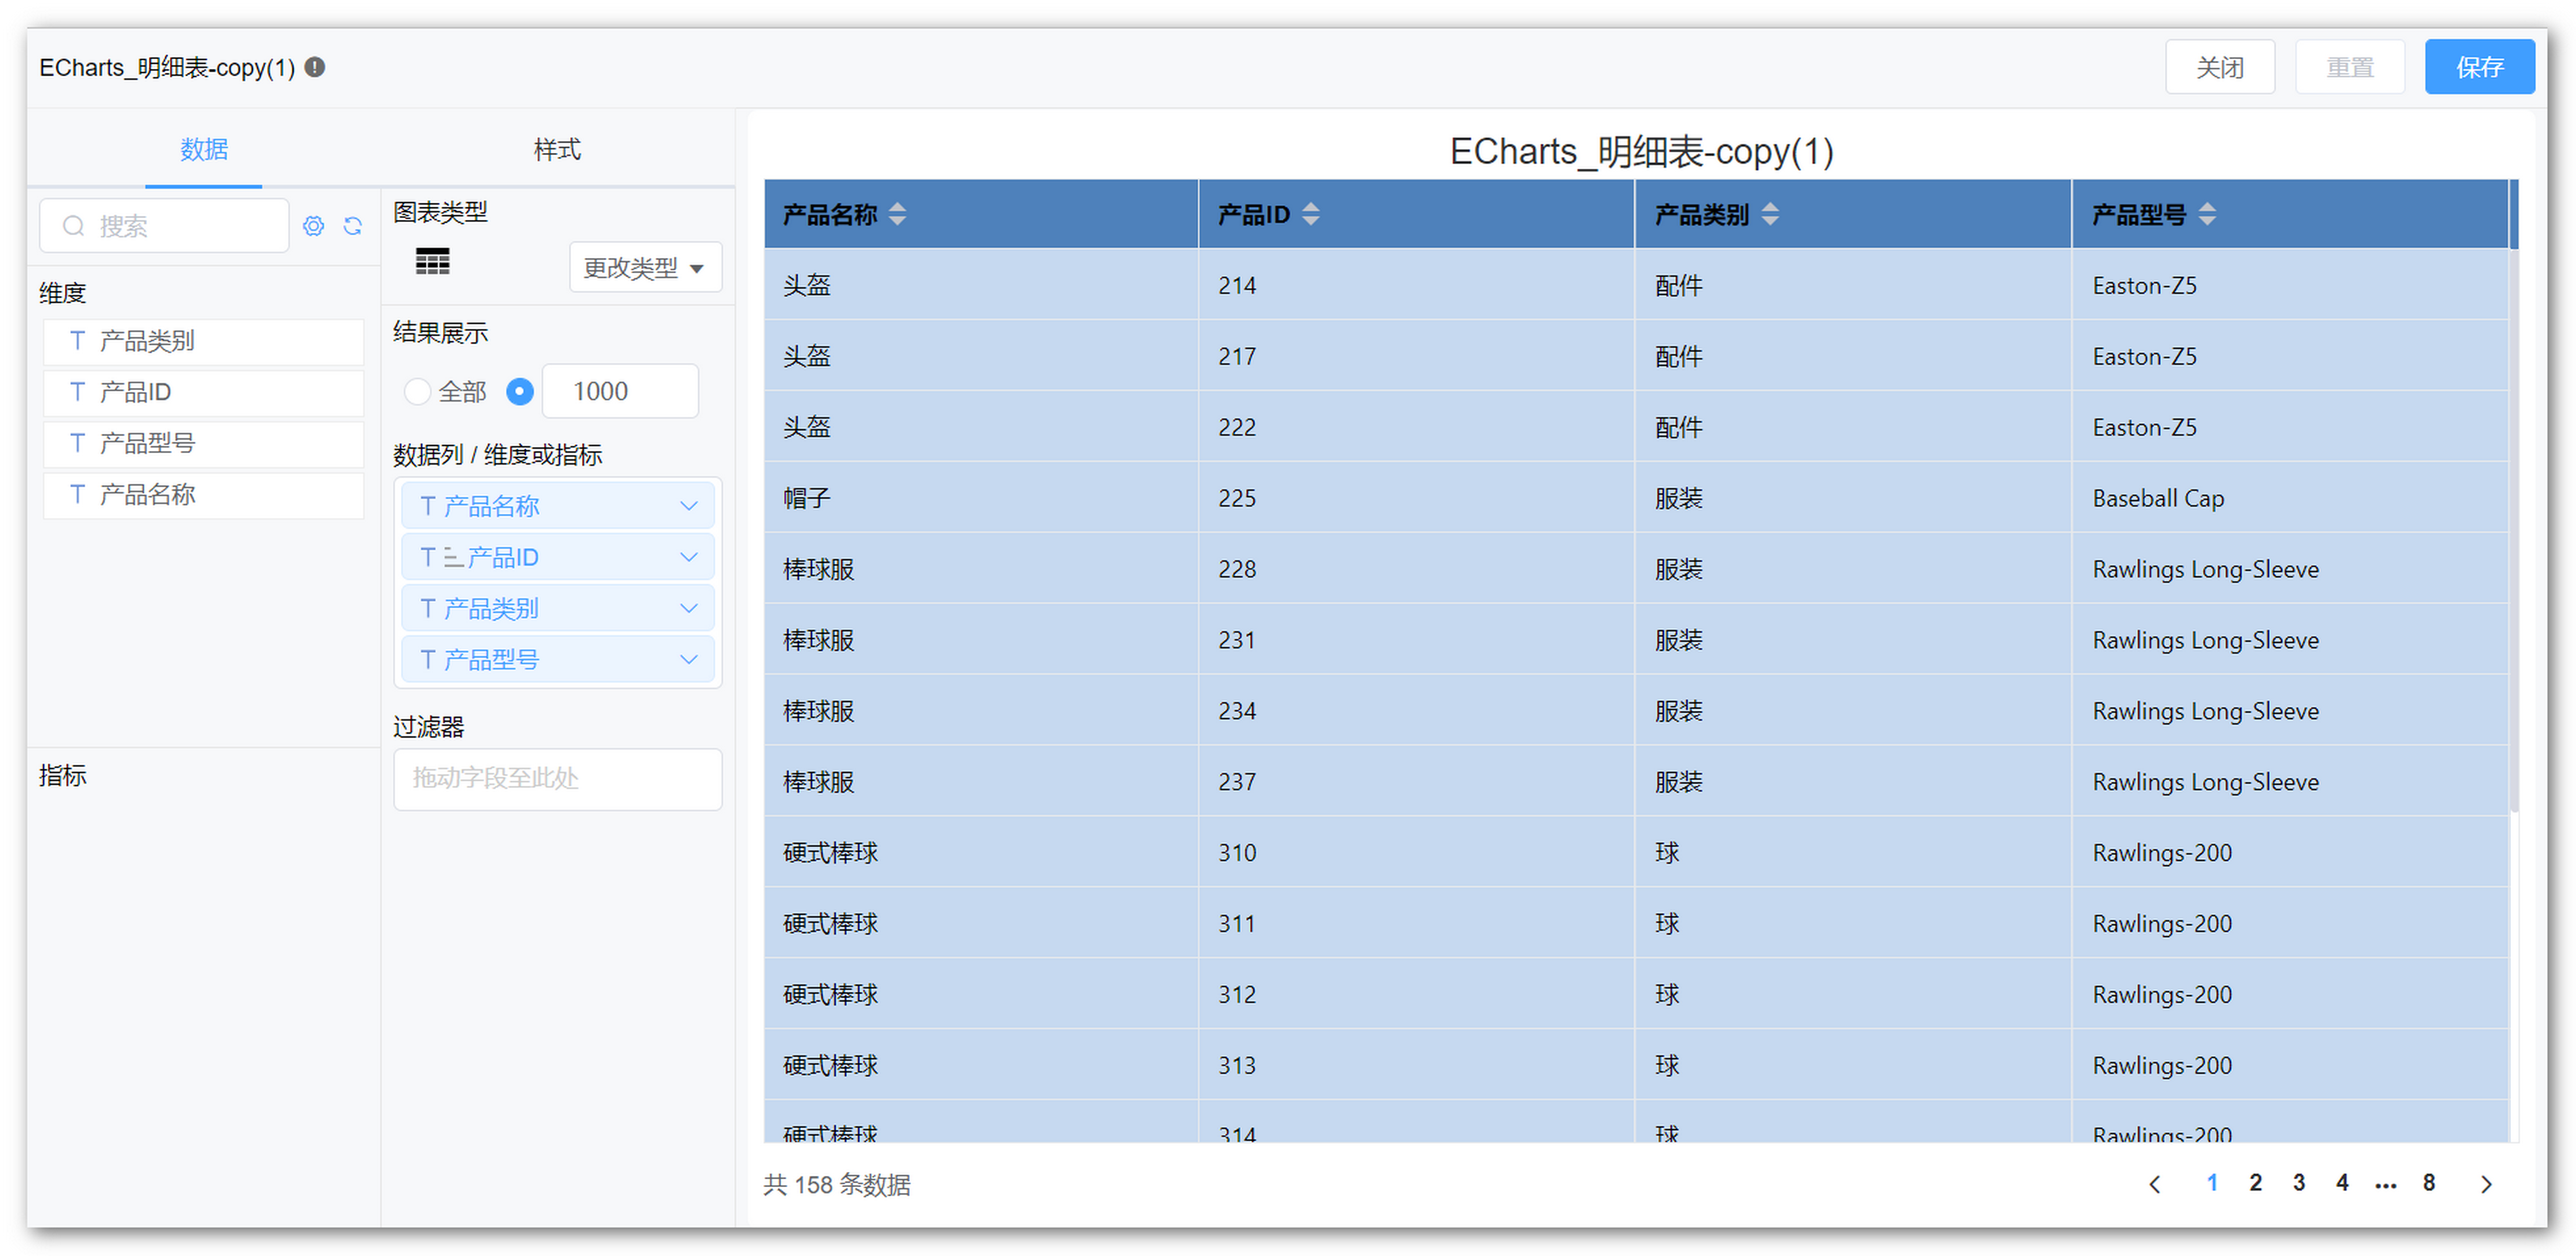 ECharts_明细表-copy(1)
关闭 重置 保存
数据 样式
搜索
维度
T 产品类别
T 产品ID
T 产品型号
T 产品名称
指标
图表类型
更改类型
结果展示
全部 1000
数据列 / 维度或指标
T 产品名称
T 产品ID
T 产品类别
T 产品型号
过滤器
拖动字段至此处
ECharts_明细表-copy(1)
产品名称 产品ID 产品类别 产品型号
头盔 214 配件 Easton-Z5
头盔 217 配件 Easton-Z5
头盔 222 配件 Easton-Z5
帽子 225 服装 Baseball Cap
棒球服 228 服装 Rawlings Long-Sleeve
棒球服 231 服装 Rawlings Long-Sleeve
棒球服 234 服装 Rawlings Long-Sleeve
棒球服 237 服装 Rawlings Long-Sleeve
硬式棒球 310 球 Rawlings-200
硬式棒球 311 球 Rawlings-200
硬式棒球 312 球 Rawlings-200
硬式棒球 313 球 Rawlings-200
硬式棒球 314 球 Rawlings-200
共 158 条数据
1 2 3 4 ... 8